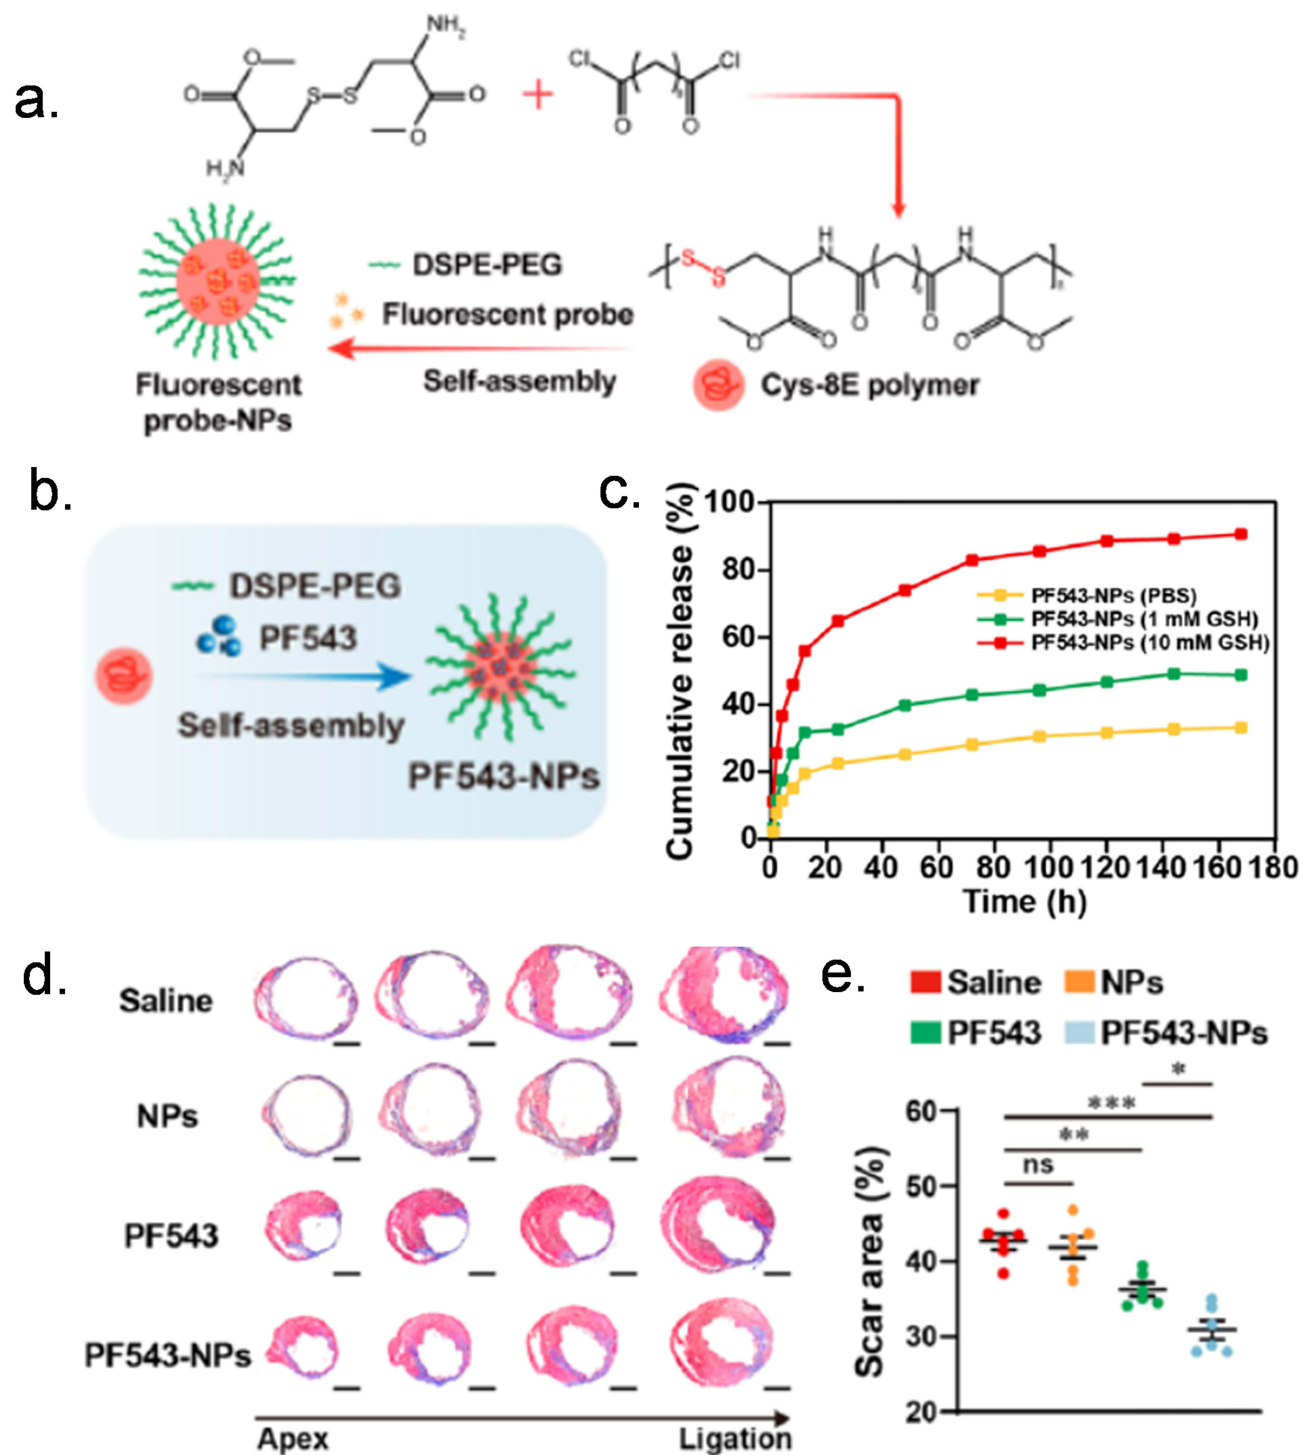 a.
NH₂
O
O
S
S
O
O
H₂N
+
Cl
Cl
O
O
DSPE-PEG
Fluorescent probe
Self-assembly
Fluorescent
probe-NPs
H
N
H
N
S
S
O
O
O
O
O
O
Cys-8E polymer
b.
DSPE-PEG
PF543
Self-assembly
PF543-NPs
c.
Cumulative release (%)
100
80
60
40
20
0
PF543-NPs (PBS)
PF543-NPs (1 mM GSH)
PF543-NPs (10 mM GSH)
0 20 40 60 80 100 120 140 160 180
Time (h)
d.
Saline
NPs
PF543
PF543-NPs
Apex
Ligation
e.
Saline
NPs
PF543
PF543-NPs
Scar area (%)
60
50
40
30
20
*
***
**
ns